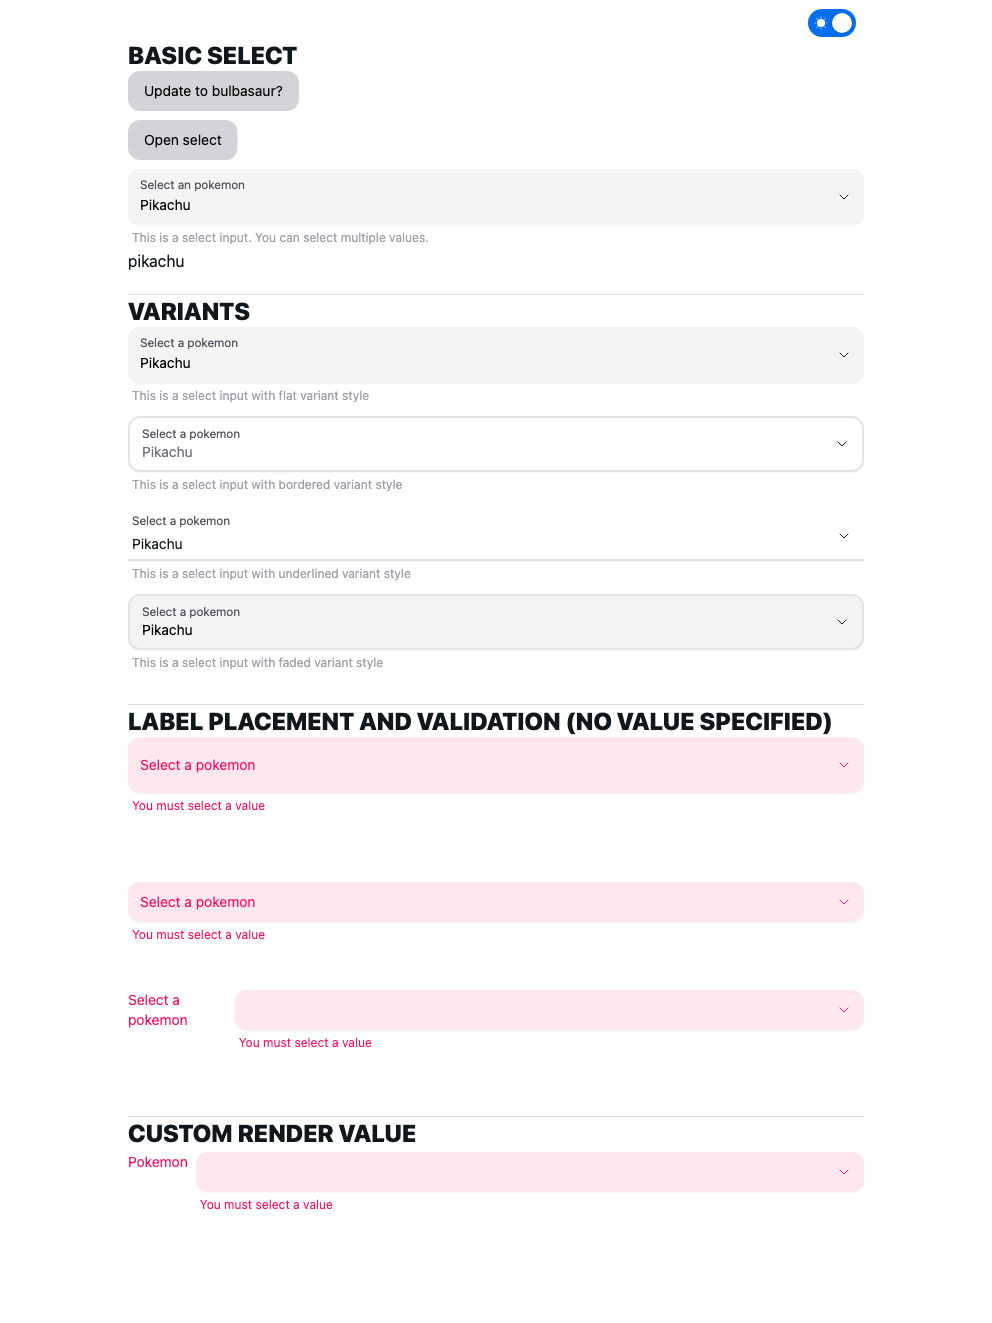 BASIC SELECT
Update to bulbasaur?
Open select
Select an pokemon
Pikachu
This is a select input. You can select multiple values.
pikachu
VARIANTS
Select a pokemon
Pikachu
This is a select input with flat variant style
Select a pokemon
Pikachu
This is a select input with bordered variant style
Select a pokemon
Pikachu
This is a select input with underlined variant style
Select a pokemon
Pikachu
This is a select input with faded variant style
LABEL PLACEMENT AND VALIDATION (NO VALUE SPECIFIED)
Select a pokemon
You must select a value
Select a pokemon
You must select a value
Select a
pokemon
You must select a value
CUSTOM RENDER VALUE
Pokemon
You must select a value